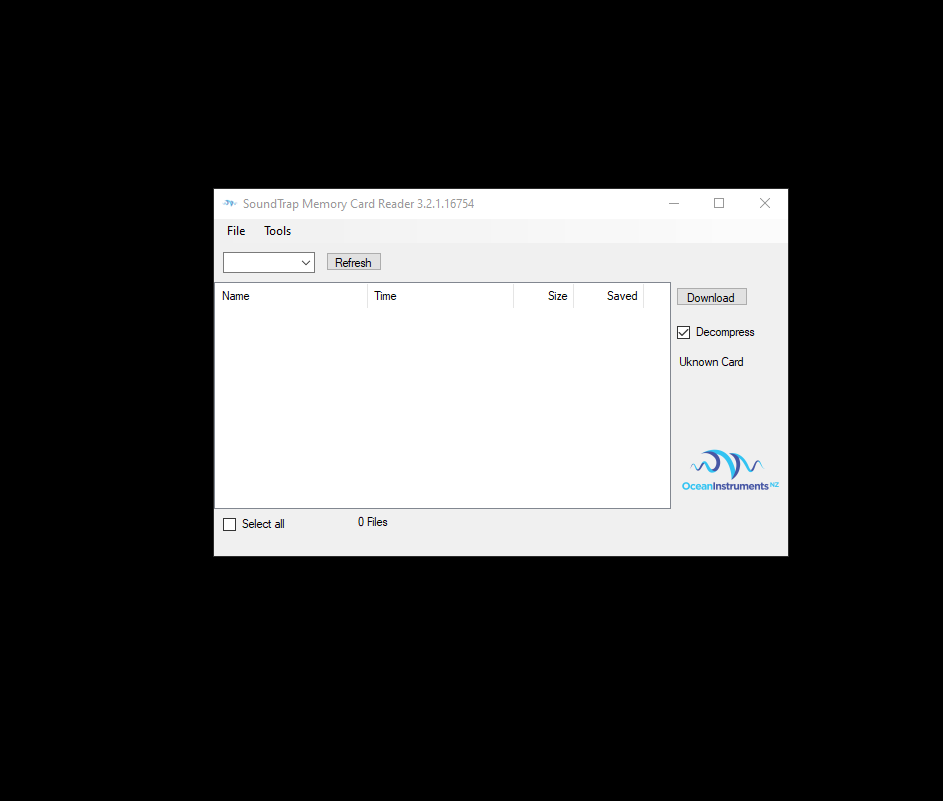 SoundTrap Memory Card Reader 3.2.1.16754
File Tools
Refresh
Name Time Size Saved
Download
Decompress
Uknown Card
OceanInstruments NZ
Select all 0 Files